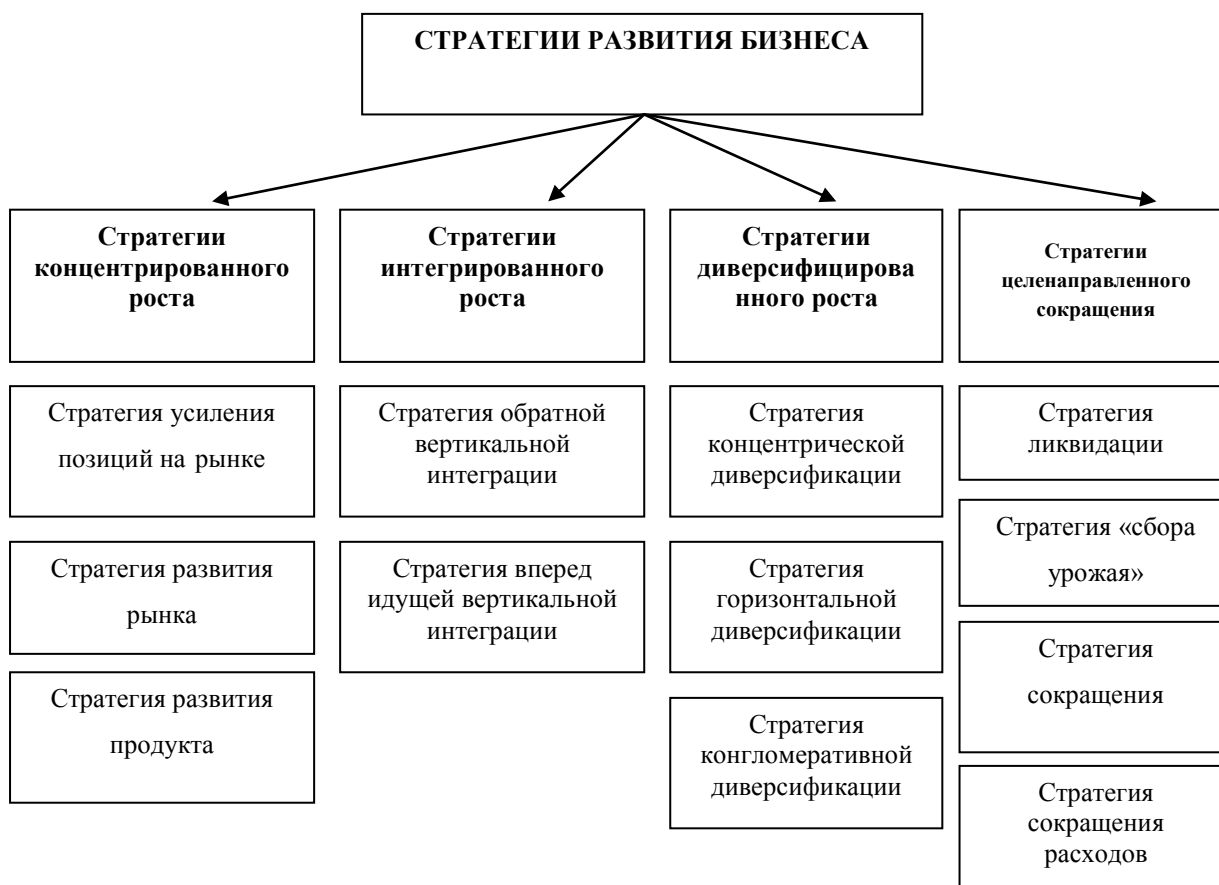 СТРАТЕГИИ РАЗВИТИЯ БИЗНЕСА
Стратегии
концентрированного
роста
Стратегии
интегрированного
роста
Стратегии
диверсифицирова
нного роста
Стратегии
целенаправленного
сокращения
Стратегия усиления
позиций на рынке
Стратегия развития
рынка
Стратегия развития
продукта
Стратегия обратной
вертикальной
интеграции
Стратегия вперед
идущей вертикальной
интеграции
Стратегия
концентрической
диверсификации
Стратегия
горизонтальной
диверсификации
Стратегия
конгломеративной
диверсификации
Стратегия
ликвидации
Стратегия «сбора
урожая»
Стратегия
сокращения
Стратегия
сокращения
расходов